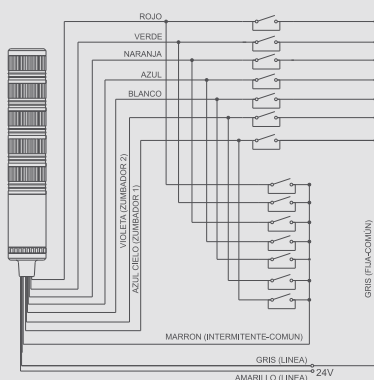 ROJO
VERDE
NARANJA
AZUL
BLANCO
VIOLETA (ZUMBADOR 2)
AZUL CIELO (ZUMBADOR 1)
GRIS (FIJA-COMÚN)
MARRON (INTERMITENTE-COMUN)
GRIS (LINEA)
24V
AMARILLO (LINEA)